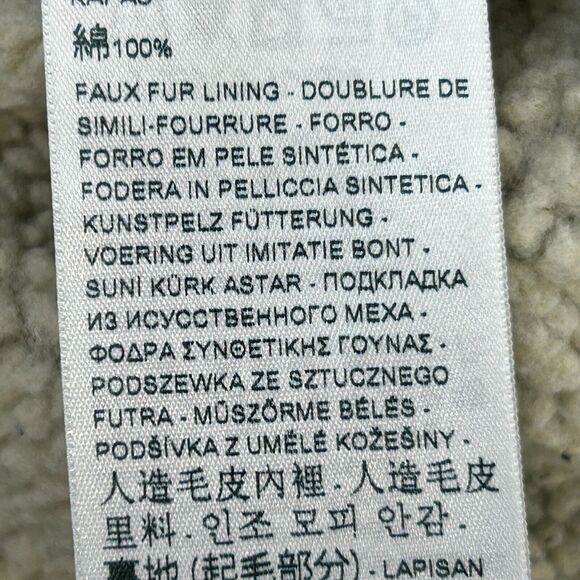 綿100%
FAUX FUR LINING - DOUBLURE DE
SIMILI-FOURRURE - FORRO -
FORRO EM PELE SINTÉTICA -
FODERA IN PELLICCIA SINTETICA -
KUNSTPELZ FÜTTERUNG -
VOERING UIT IMITATIE BONT -
SUNİ KÜRK ASTAR - ПОДКЛАДКА
ИЗ ИСУССТВЕННОГО МЕХА -
ΦΟΔΡΑ ΣΥΝΘΕΤΙΚΗΣ ΓΟΥΝΑΣ -
PODSZEWKA ZE SZTUCZNEGO
FUTRA - MŰSZŐRME BÉLÉS -
PODŠÍVKA Z UMĚLÉ KOŽEŠINY -
人造毛皮內裡 - 人造毛皮
里料 - 인조 모피 안감 -
地 (起毛部分) - LAPISAN